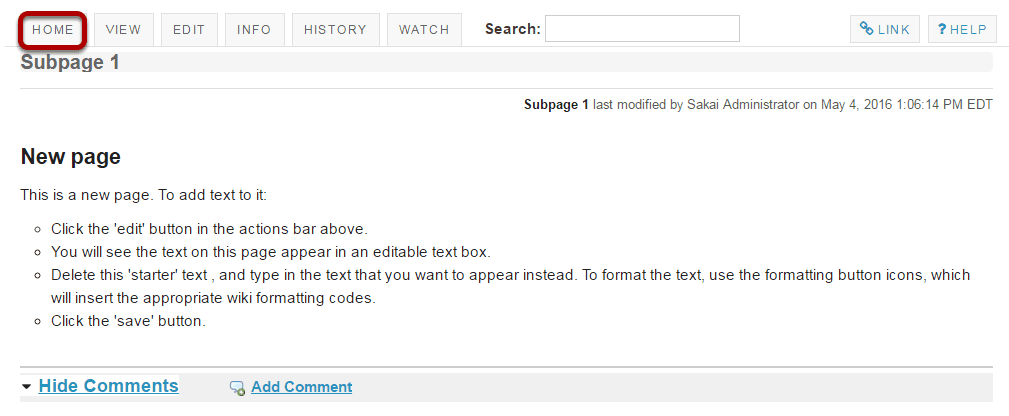 HOME VIEW EDIT INFO HISTORY WATCH Search: LINK ? HELP
Subpage 1
Subpage 1 last modified by Sakai Administrator on May 4, 2016 1:06:14 PM EDT
New page
This is a new page. To add text to it:
Click the 'edit' button in the actions bar above.
You will see the text on this page appear in an editable text box.
Delete this 'starter' text , and type in the text that you want to appear instead. To format the text, use the formatting button icons, which
will insert the appropriate wiki formatting codes.
Click the 'save' button.
Hide Comments Add Comment